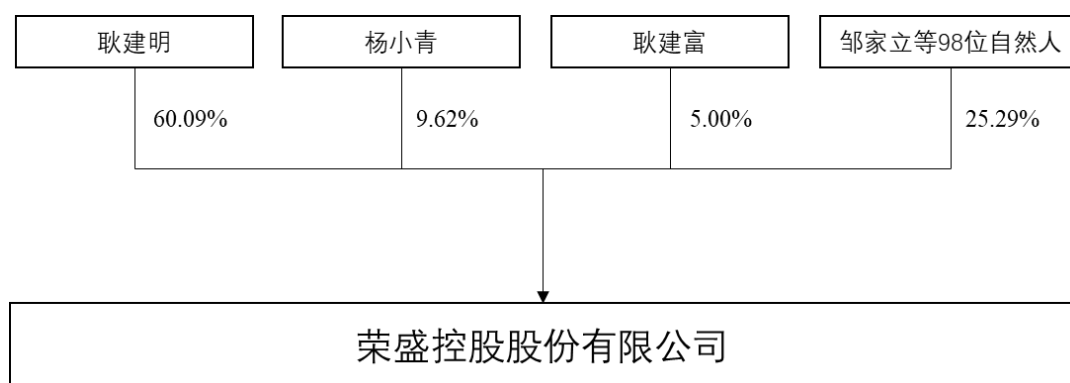 耿建明
杨小青
耿建富
邹家立等98位自然人
60.09%
9.62%
5.00%
25.29%
荣盛控股股份有限公司